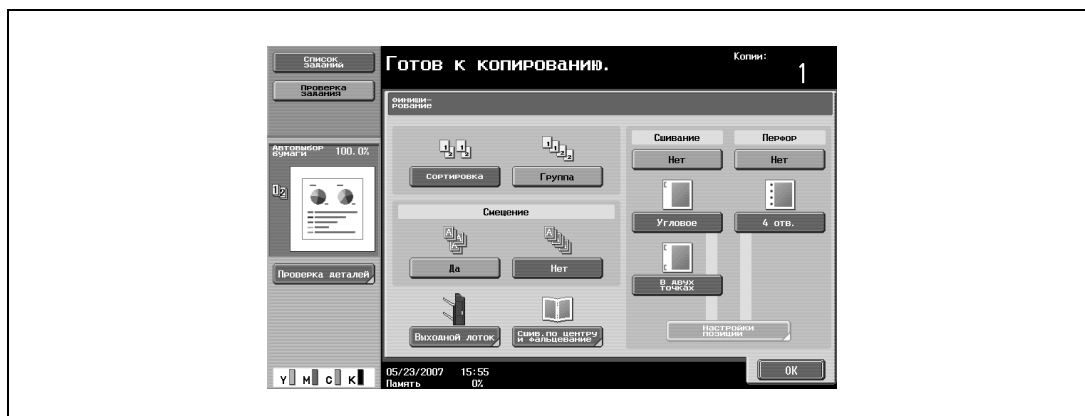 Список
заданий
Готов к копированию.
Копии:
1
Проверка
задания
Финиши-
рование
Автовыбор
бумаги
100.0%
Сшивание
Перфор
Нет
Нет
Сортировка
Группа
Угловое
4 отв.
Смещение
Да
Нет
Проверка деталей
В двух
точках
Выходной лоток
Сшив.по центру
и фальцевание
Настройки
позиции
Y M C K
05/23/2007 15:55
Память 0%
OK